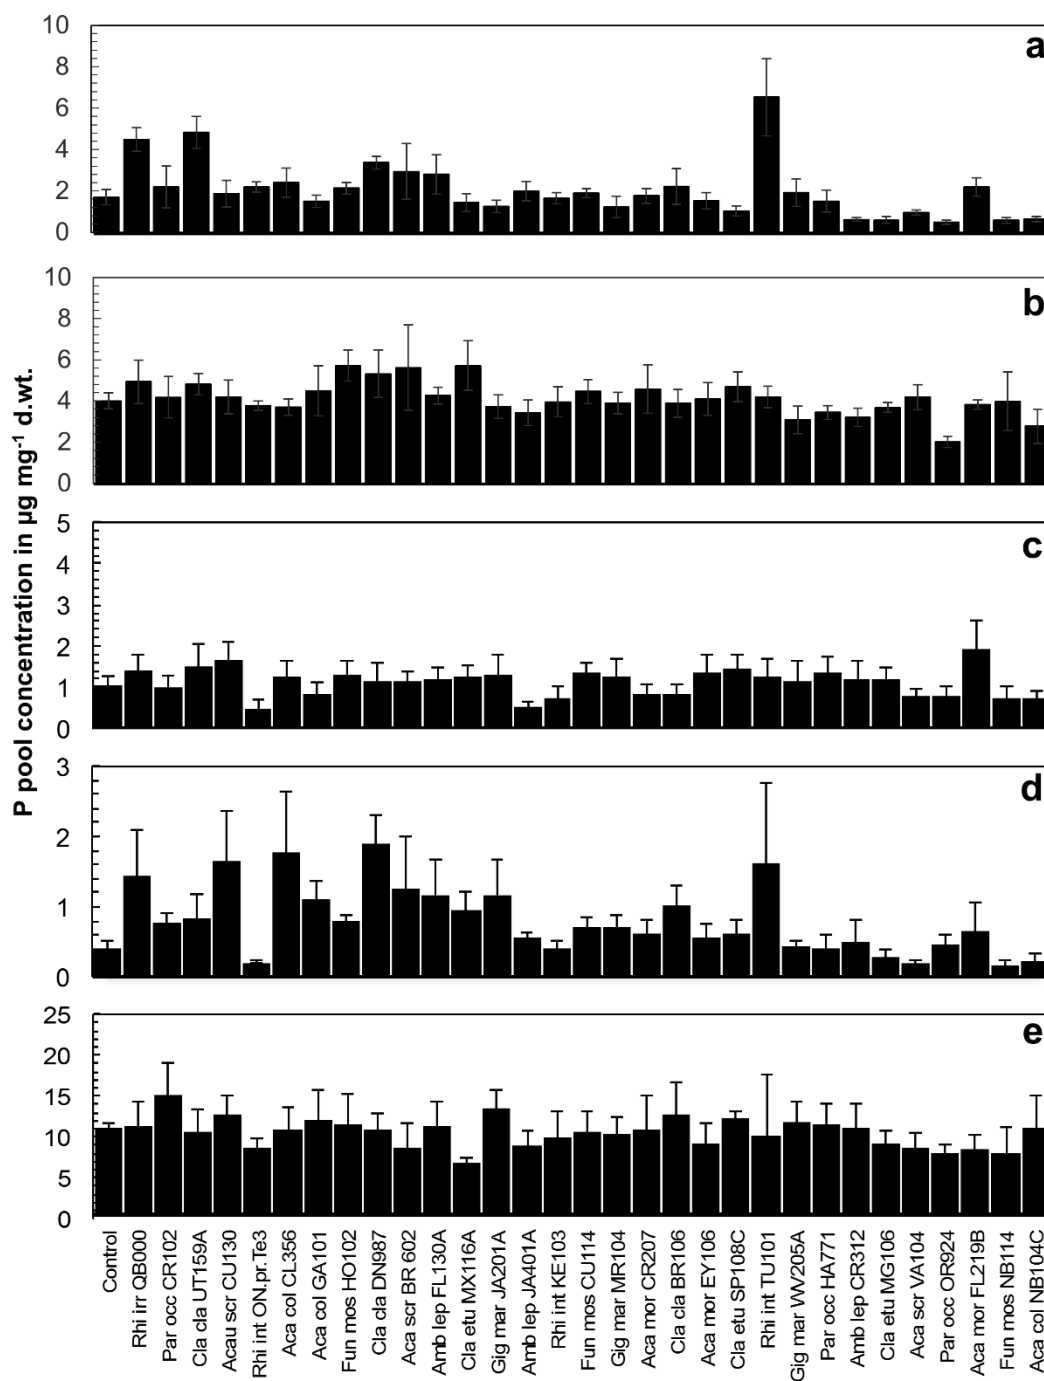 P pool concentration in µg mg⁻¹ d.wt.
a
10
8
6
4
2
0
b
10
8
6
4
2
0
c
5
4
3
2
1
0
d
3
2
1
0
e
25
20
15
10
5
0
Control
Rhi irr QB000
Par occ CR102
Cla cla UT159A
Acau scr CU130
Rhi int ON.pr.Te3
Aca col CL356
Aca col GA101
Fun mos HO102
Cla cla DN987
Aca scr BR 602
Amb lep FL130A
Cla etu MX116A
Gig mar JA201A
Amb lep JA401A
Rhi int KE103
Fun mos CU114
Gig mar MR104
Aca mor CR207
Cla cla BR106
Aca mor EY106
Cla etu SP108C
Rhi int TU101
Gig mar WV205A
Par occ HA771
Amb lep CR312
Cla etu MG106
Aca scr VA104
Par occ OR924
Aca mor FL219B
Fun mos NB114
Aca col NB104C